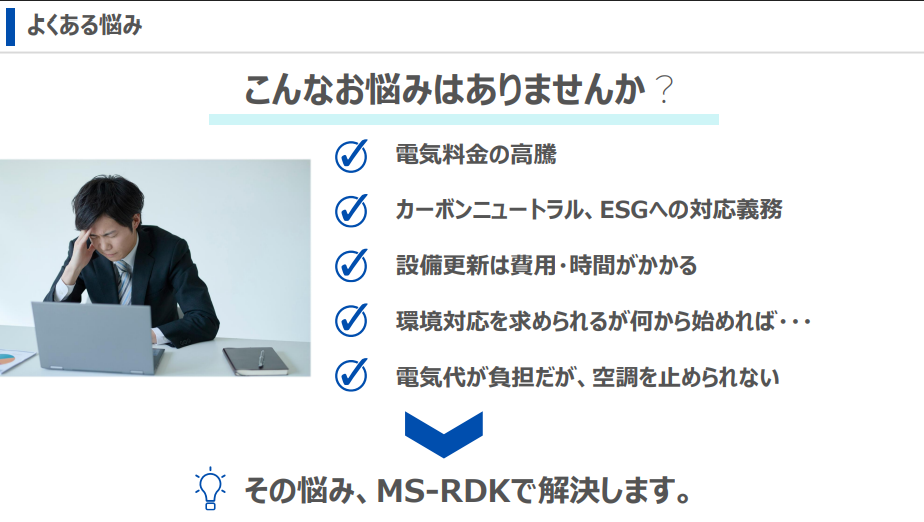 よくある悩み
こんなお悩みはありませんか？
電気料金の高騰
カーボンニュートラル、ESGへの対応義務
設備更新は費用・時間がかかる
環境対応を求められるが何から始めれば・・・
電気代が負担だが、空調を止められない
その悩み、MS-RDKで解決します。